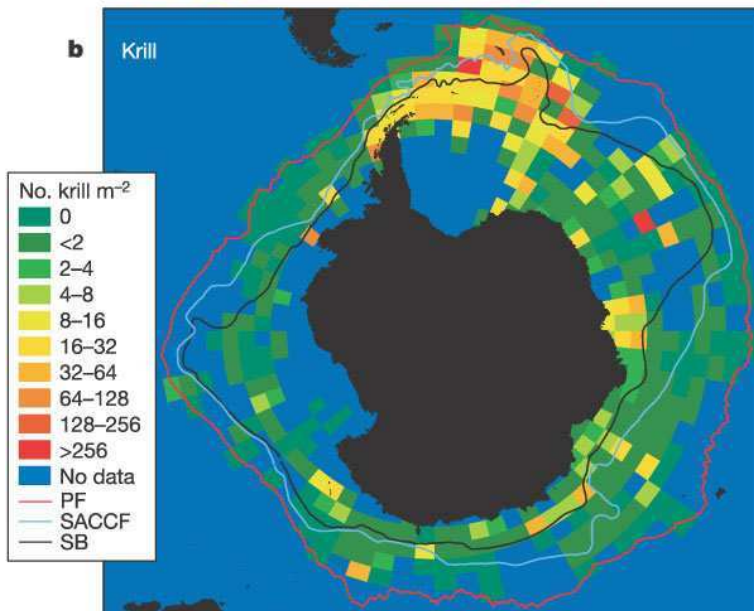 b
Krill
No. krill m⁻²
0
<2
2–4
4–8
8–16
16–32
32–64
64–128
128–256
>256
No data
PF
SACCF
SB